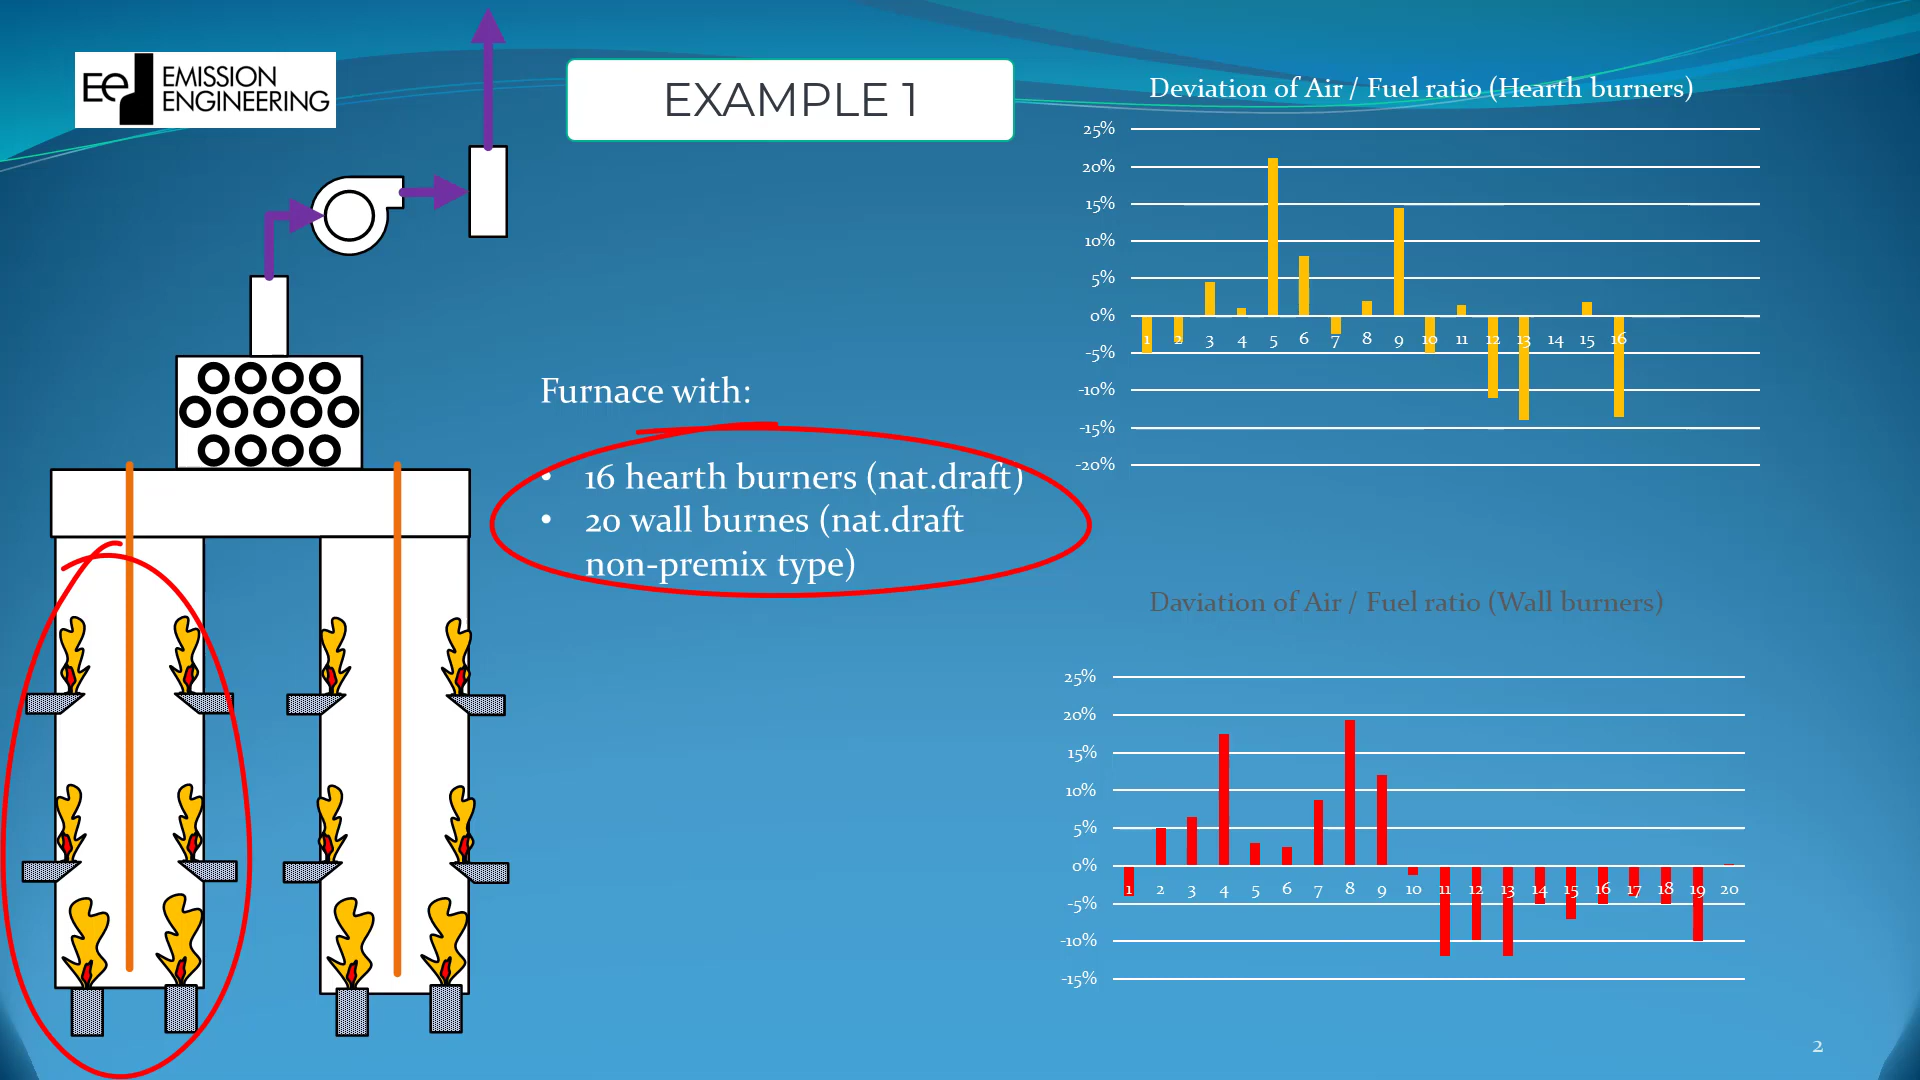 Ee
EMISSION
ENGINEERING
EXAMPLE 1
Furnace with:
• 16 hearth burners (nat.draft)
• 20 wall burnes (nat.draft
non-premix type)
Deviation of Air / Fuel ratio (Hearth burners)
25%
20%
15%
10%
5%
0%
-5%
-10%
-15%
-20%
1 2 3 4 5 6 7 8 9 10 11 12 13 14 15 16
Daviation of Air / Fuel ratio (Wall burners)
25%
20%
15%
10%
5%
0%
-5%
-10%
-15%
1 2 3 4 5 6 7 8 9 10 11 12 13 14 15 16 17 18 19 20
2